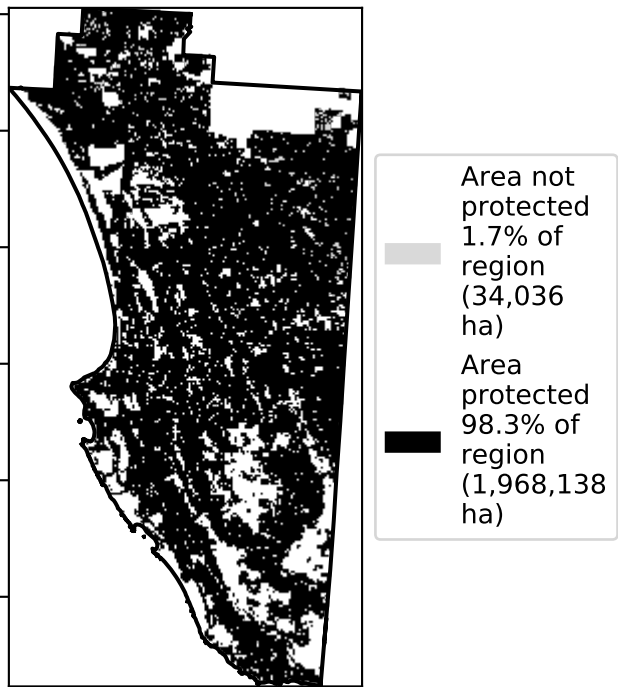 Area not
protected
1.7% of
region
(34,036
ha)
Area
protected
98.3% of
region
(1,968,138
ha)